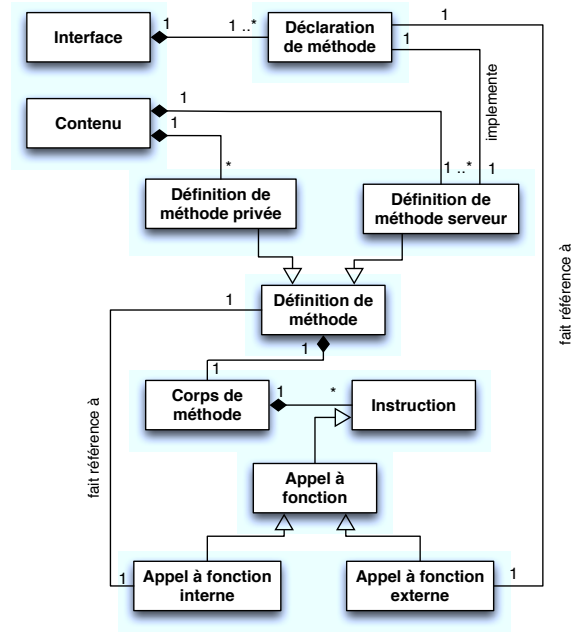 Interface
1
1 ..*
Déclaration
de méthode
1
1
Contenu
1
1
implemente
*
1 ..*
1
Définition de
méthode privée
Définition de
méthode serveur
fait référence à
1
Définition de
méthode
1
1
Corps de
méthode
1
*
Instruction
fait référence à
Appel à
fonction
1
Appel à fonction
interne
Appel à fonction
externe
1